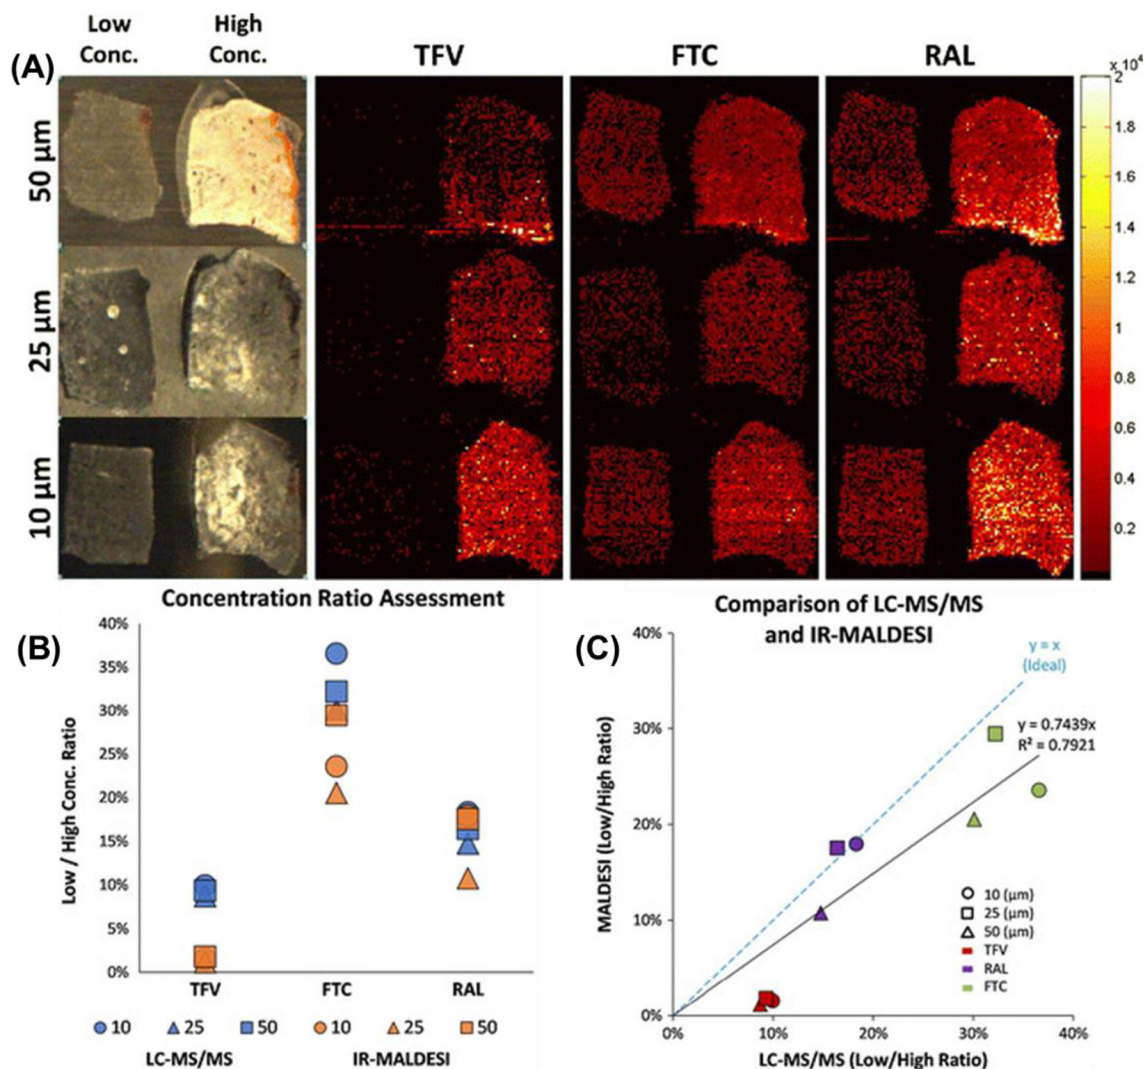 Low Conc.
High Conc.
(A)
TFV
FTC
RAL
x 10⁴
50 µm
25 µm
10 µm
2
1.8
1.6
1.4
1.2
1
0.8
0.6
0.4
0.2
Concentration Ratio Assessment
(B)
Low / High Conc. Ratio
40%
35%
30%
25%
20%
15%
10%
5%
0%
TFV
FTC
RAL
10
25
50
10
25
50
LC-MS/MS
IR-MALDESI
Comparison of LC-MS/MS
and IR-MALDESI
(C)
MALDESI (Low/High Ratio)
40%
30%
20%
10%
0%
y = x
(Ideal)
y = 0.7439x
R² = 0.7921
10 (µm)
25 (µm)
50 (µm)
TFV
RAL
FTC
0%
10%
20%
30%
40%
LC-MS/MS (Low/High Ratio)